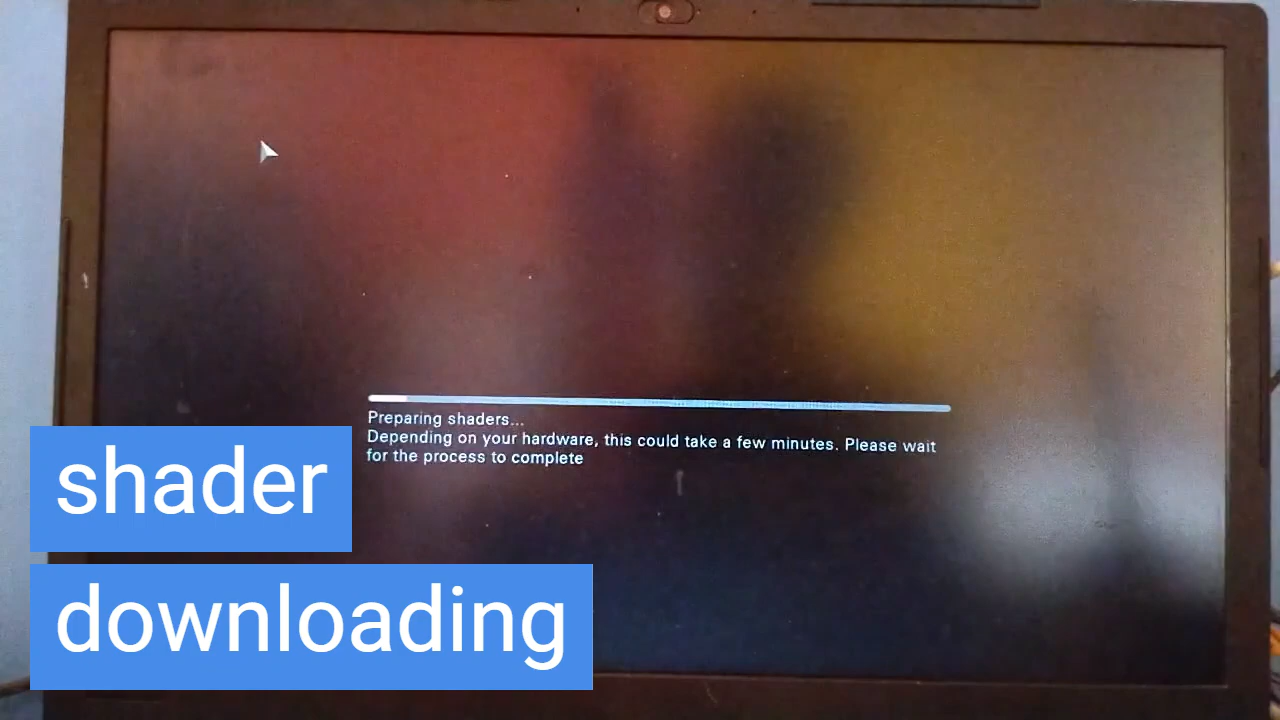 Preparing shaders...
Depending on your hardware, this could take a few minutes. Please wait
for the process to complete
shader
downloading